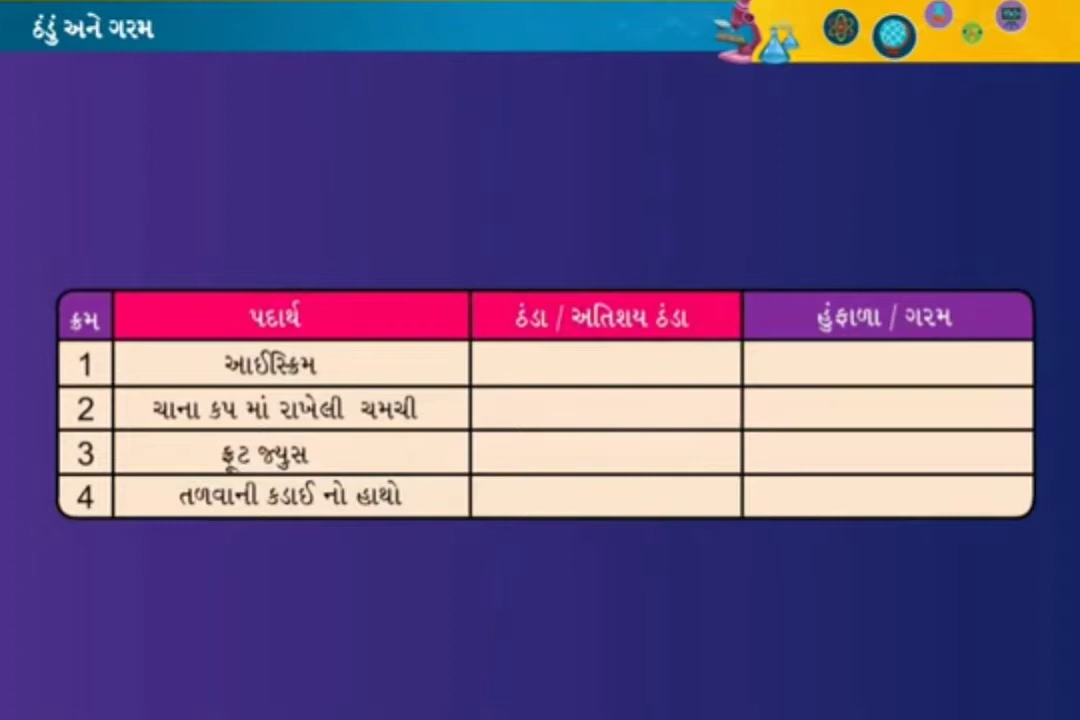 ઠંડું અને ગરમ
ક્રમ પદાર્થ ઠંડા / અતિશય ઠંડા હુંફાળા / ગરમ
1 આઈસ્ક્રિમ
2 ચાના કપ માં રાખેલી ચમચી
3 ફ્રૂટ જ્યુસ
4 તળવાની કડાઈ નો હાથો